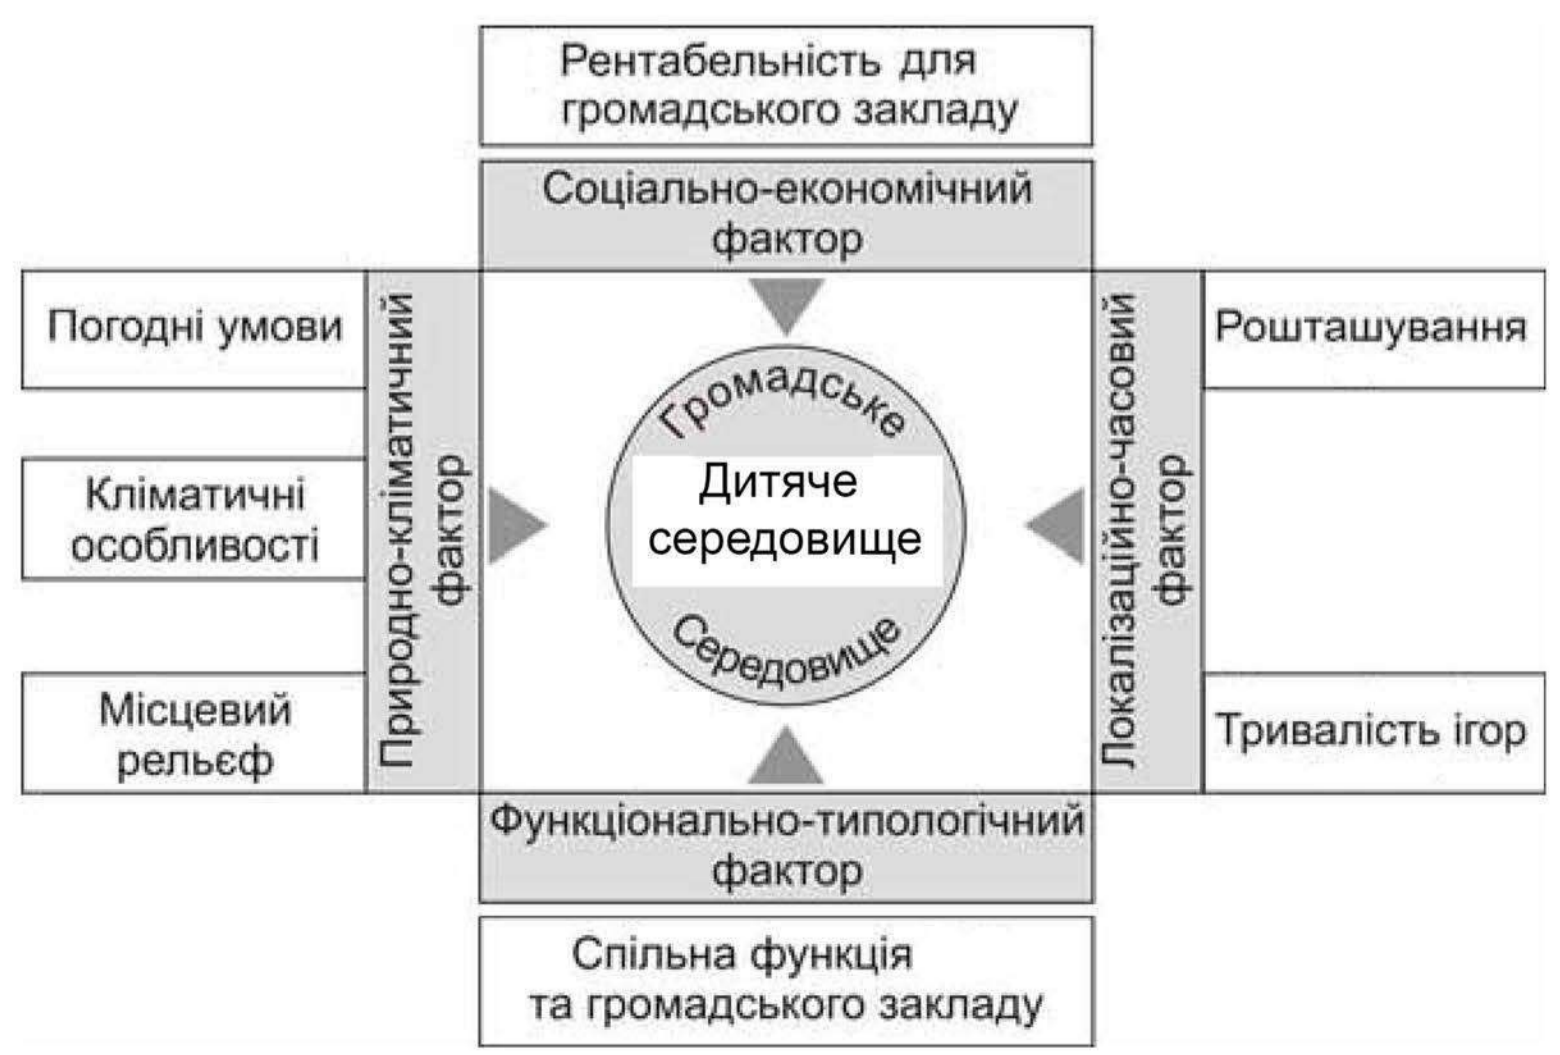 Рентабельність для
громадського закладу
Соціально-економічний
фактор
Погодні умови
Кліматичні
особливості
Місцевий
рельєф
Природно-кліматичний
фактор
Громадське
Дитяче
середовище
Середовище
Локалізаційно-часовий
фактор
Рошташування
Тривалість ігор
Функціонально-типологічний
фактор
Спільна функція
та громадського закладу